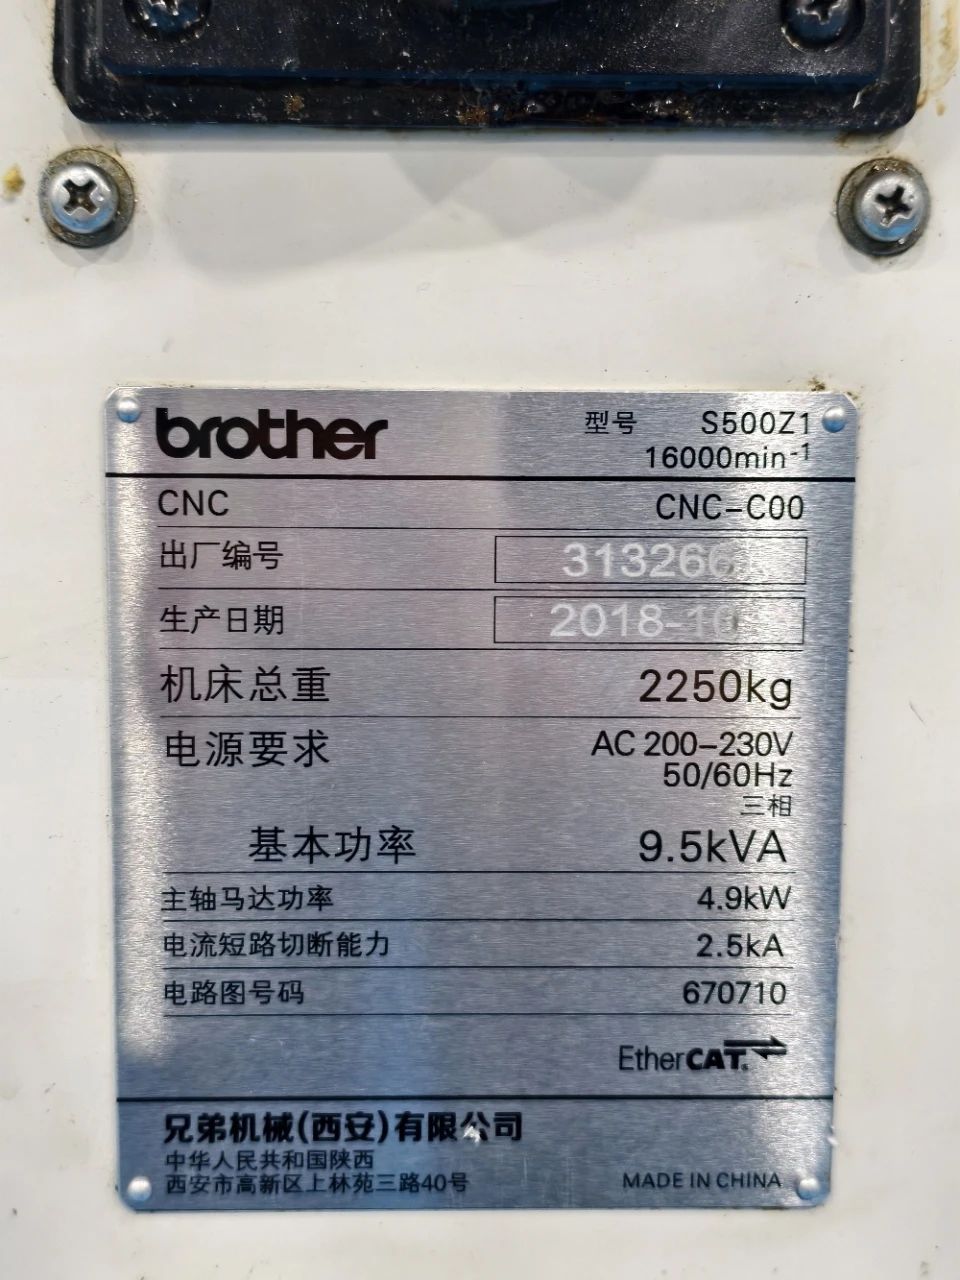 brother
型号 S500Z1
16000min-1
CNC CNC-C00
出厂编号 313266
生产日期 2018-10
机床总重 2250kg
电源要求 AC 200-230V
50/60Hz
三相
基本功率 9.5kVA
主轴马达功率 4.9kW
电流短路切断能力 2.5kA
电路图号码 670710
EtherCAT
兄弟机械(西安)有限公司
中华人民共和国陕西
西安市高新区上林苑三路40号 MADE IN CHINA